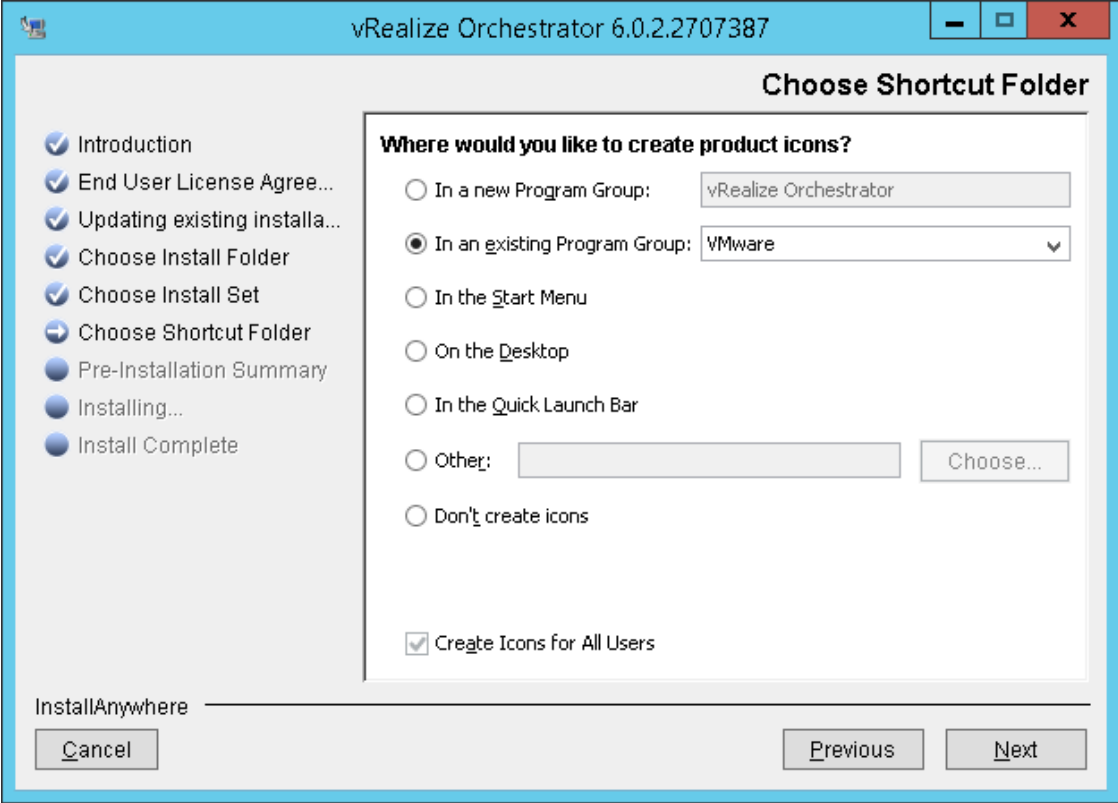 vRealize Orchestrator 6.0.2.2707387
Choose Shortcut Folder
Introduction
End User License Agree...
Updating existing installa...
Choose Install Folder
Choose Install Set
Choose Shortcut Folder
Pre-Installation Summary
Installing...
Install Complete
Where would you like to create product icons?
In a new Program Group: vRealize Orchestrator
In an existing Program Group: VMware
In the Start Menu
On the Desktop
In the Quick Launch Bar
Other: Choose...
Don't create icons
Create Icons for All Users
InstallAnywhere
Cancel Previous Next